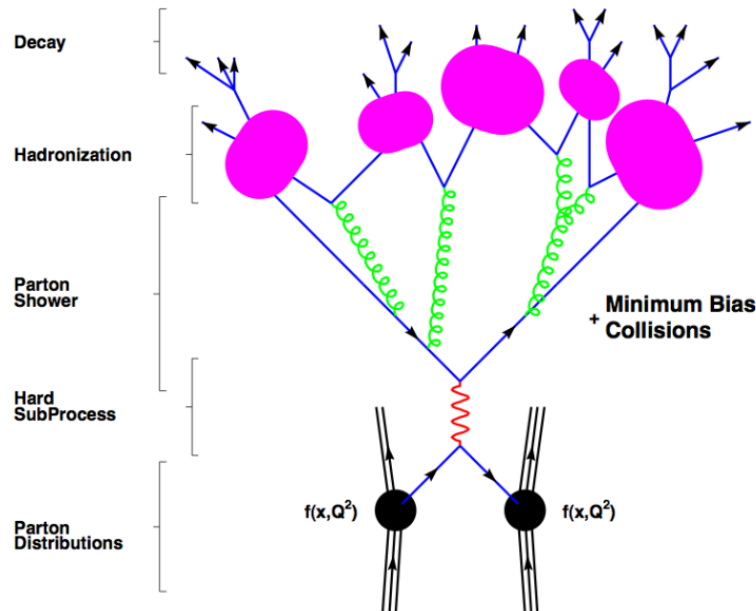 Decay
Hadronization
Parton
Shower
+ Minimum Bias
Collisions
Hard
SubProcess
f(x,Q²)
f(x,Q²)
Parton
Distributions